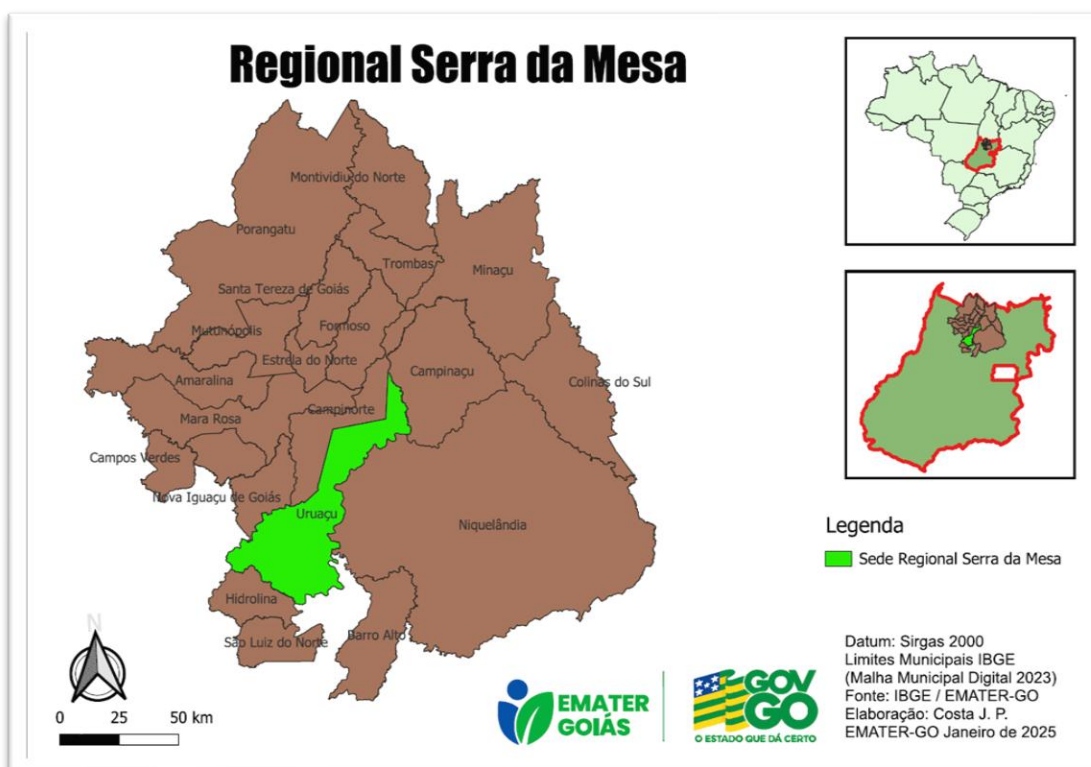 Regional Serra da Mesa
Montividiu do Norte
Porangatu
Trombas
Minaçu
Santa Tereza de Goiás
Mutunópolis
Formoso
Estrela do Norte
Amaralina
Campinaçu
Colinas do Sul
Mara Rosa
Campinorte
Campos Verdes
Nova Iguaçu de Goiás
Uruaçu
Niquelândia
Hidrolina
São Luiz do Norte
Barro Alto
N
0 25 50 km
EMATER
GOIÁS
GOV
GO
O ESTADO QUE DÁ CERTO
Legenda
Sede Regional Serra da Mesa
Datum: Sirgas 2000
Limites Municipais IBGE
(Malha Municipal Digital 2023)
Fonte: IBGE / EMATER-GO
Elaboração: Costa J. P.
EMATER-GO Janeiro de 2025